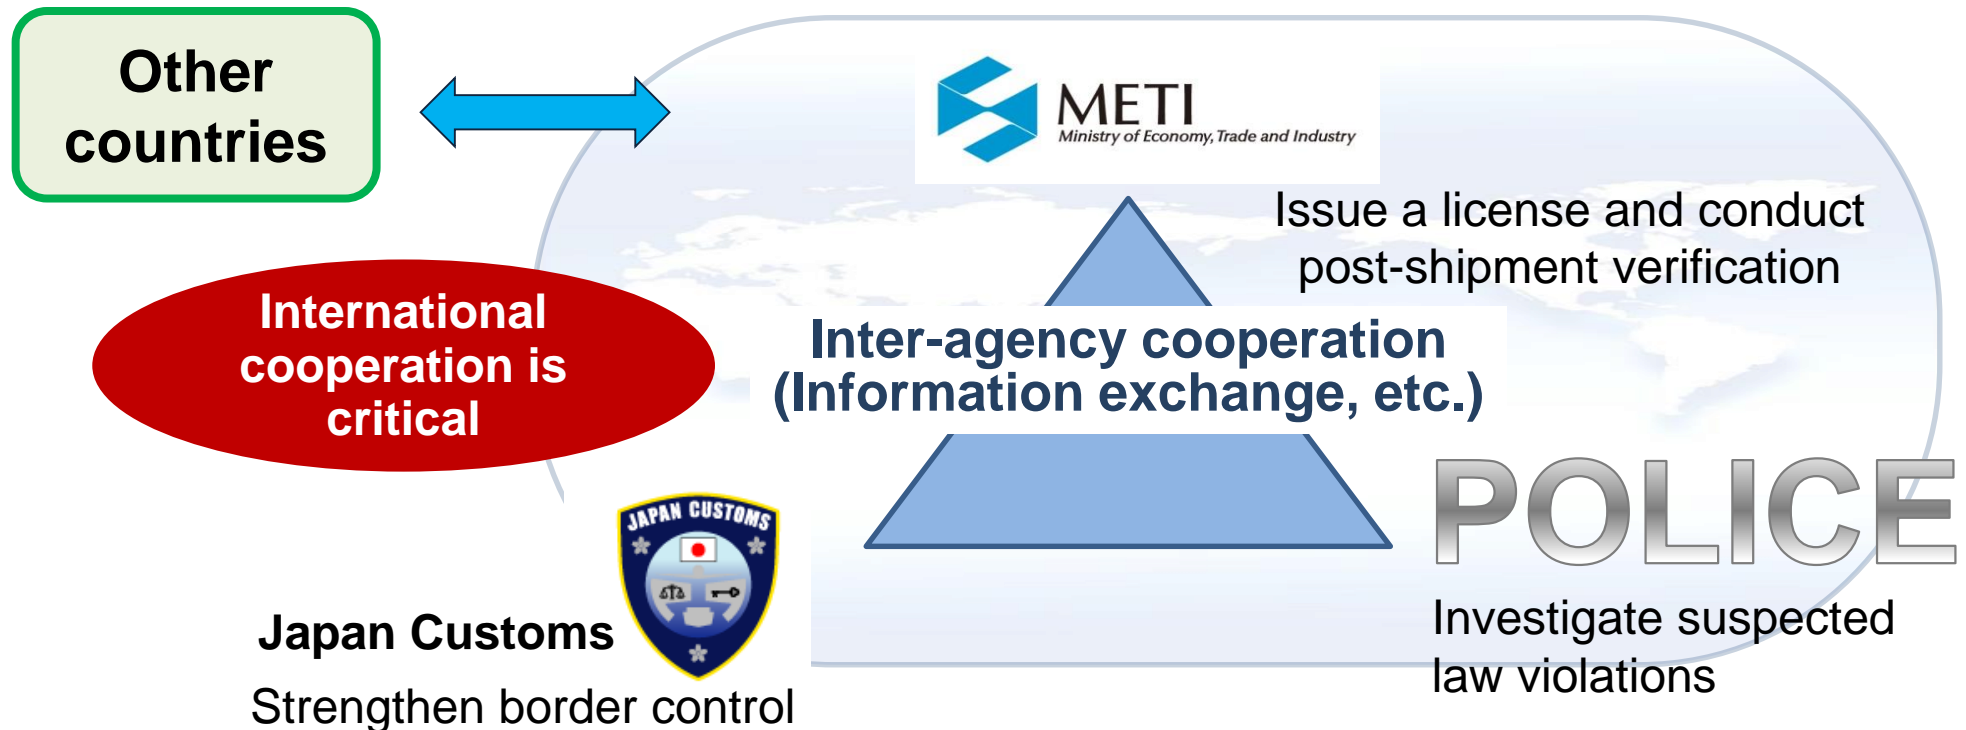 Other
countries
METI
Ministry of Economy, Trade and Industry
Issue a license and conduct
post-shipment verification
International
cooperation is
critical
Inter-agency cooperation
(Information exchange, etc.)
JAPAN CUSTOMS
Japan Customs
Strengthen border control
POLICE
Investigate suspected
law violations